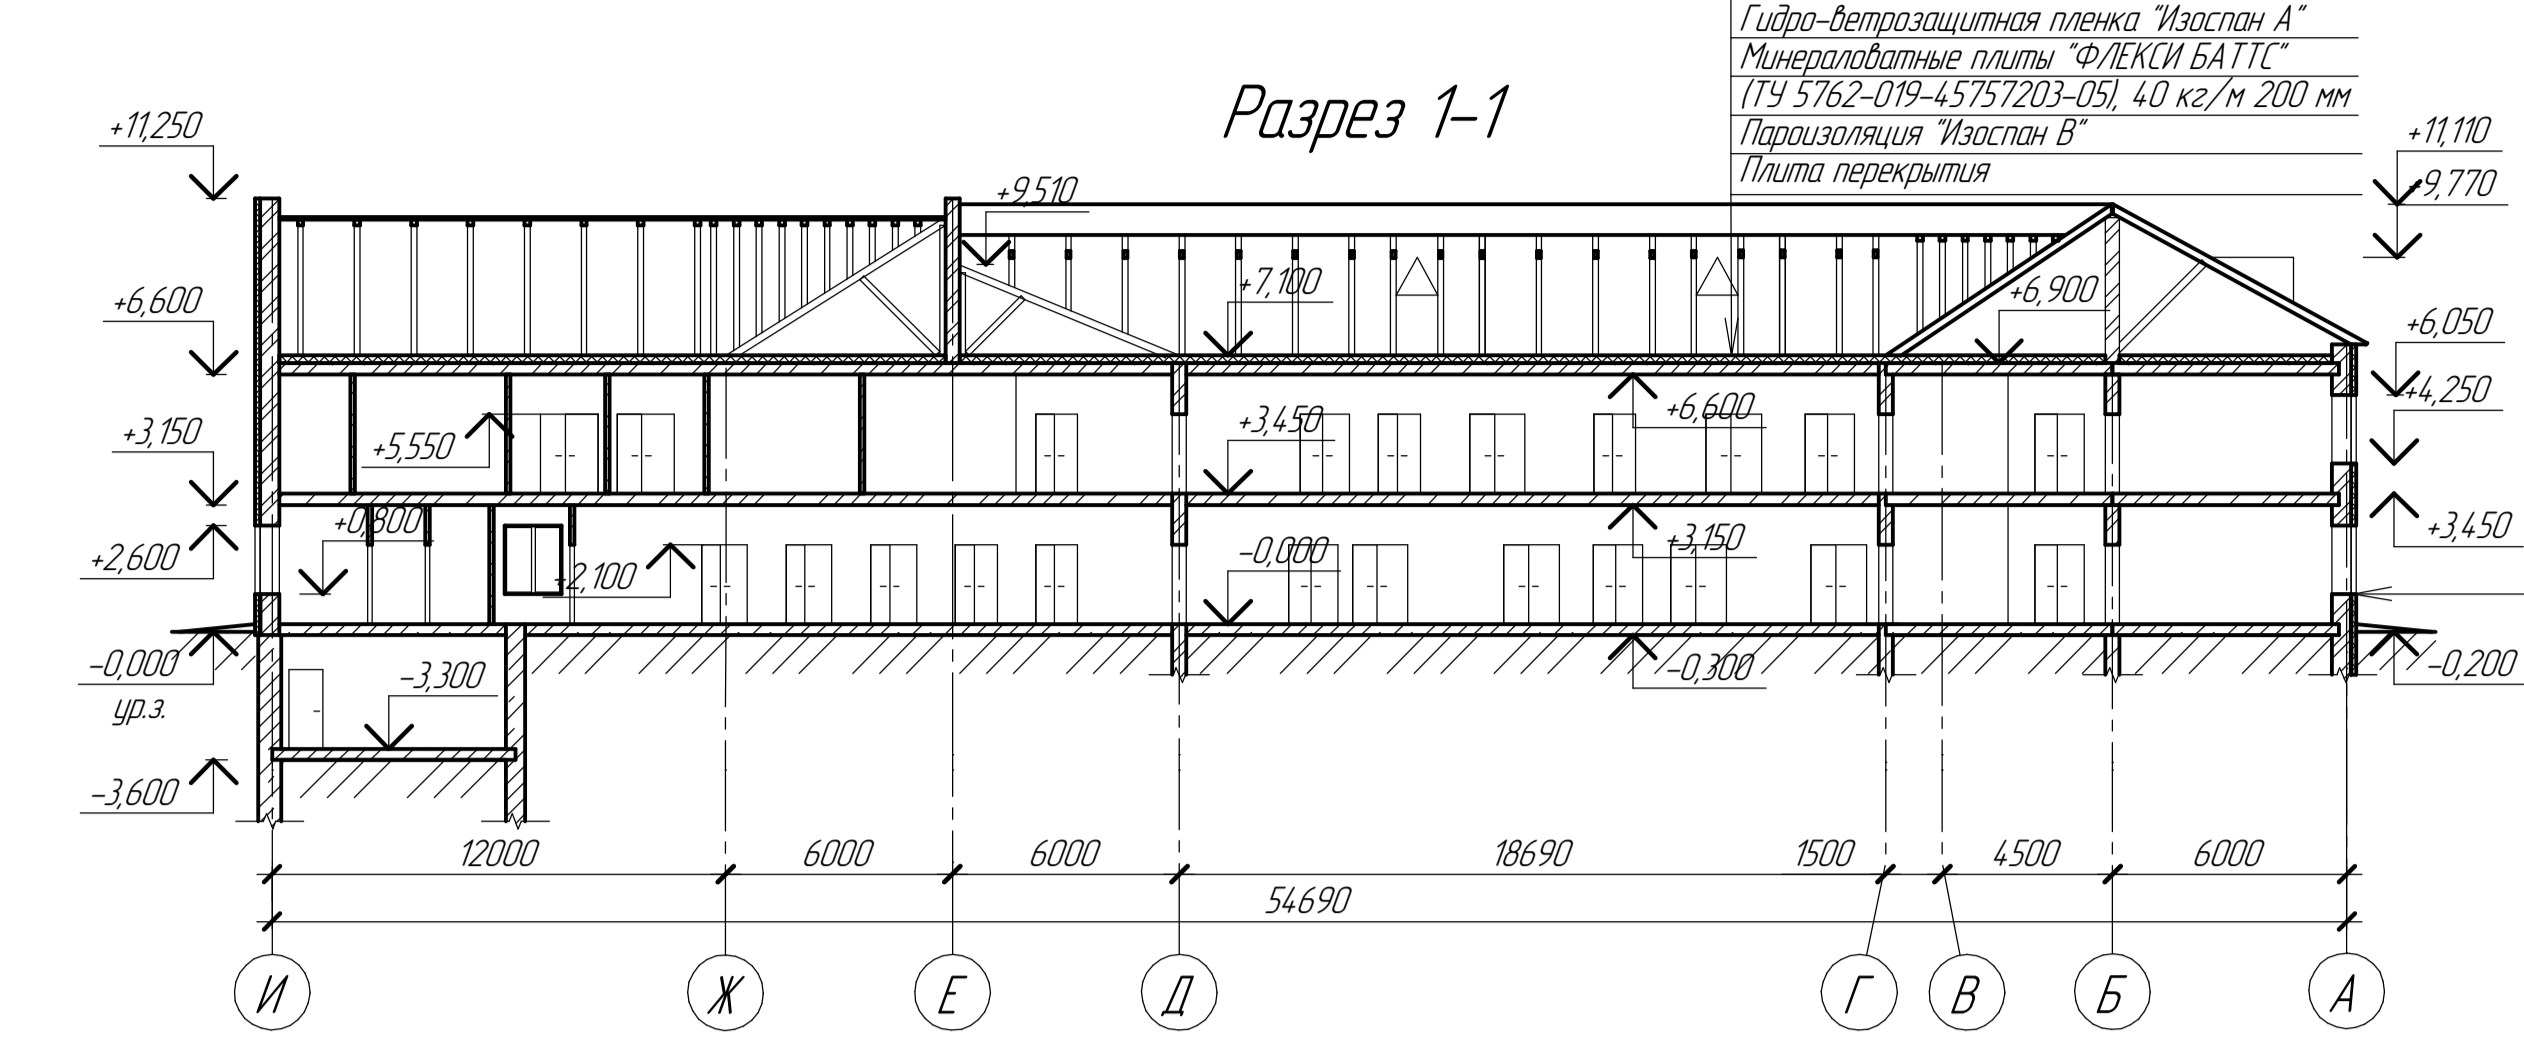 Гидро-ветрозащитная пленка "Изоспан А"
Минераловатные плиты "ФЛЕКСИ БАТТС"
(ТУ 5762-019-45757203-05), 40 кг/м 200 мм
Пароизоляция "Изоспан В"
Плита перекрытия
Разрез 1-1
+11,250
+11,110
+9,510
+9,770
+6,600
+7,100
+6,900
+6,050
+3,150
+5,550
+3,450
+6,600
+4,250
+2,600
+0,800
+2,100
-0,000
+3,150
+3,450
-0,000
ур.з.
-3,300
-0,300
-0,200
-3,600
12000
6000
6000
18690
1500
4500
6000
54690
И
Ж
Е
Д
Г
В
Б
А